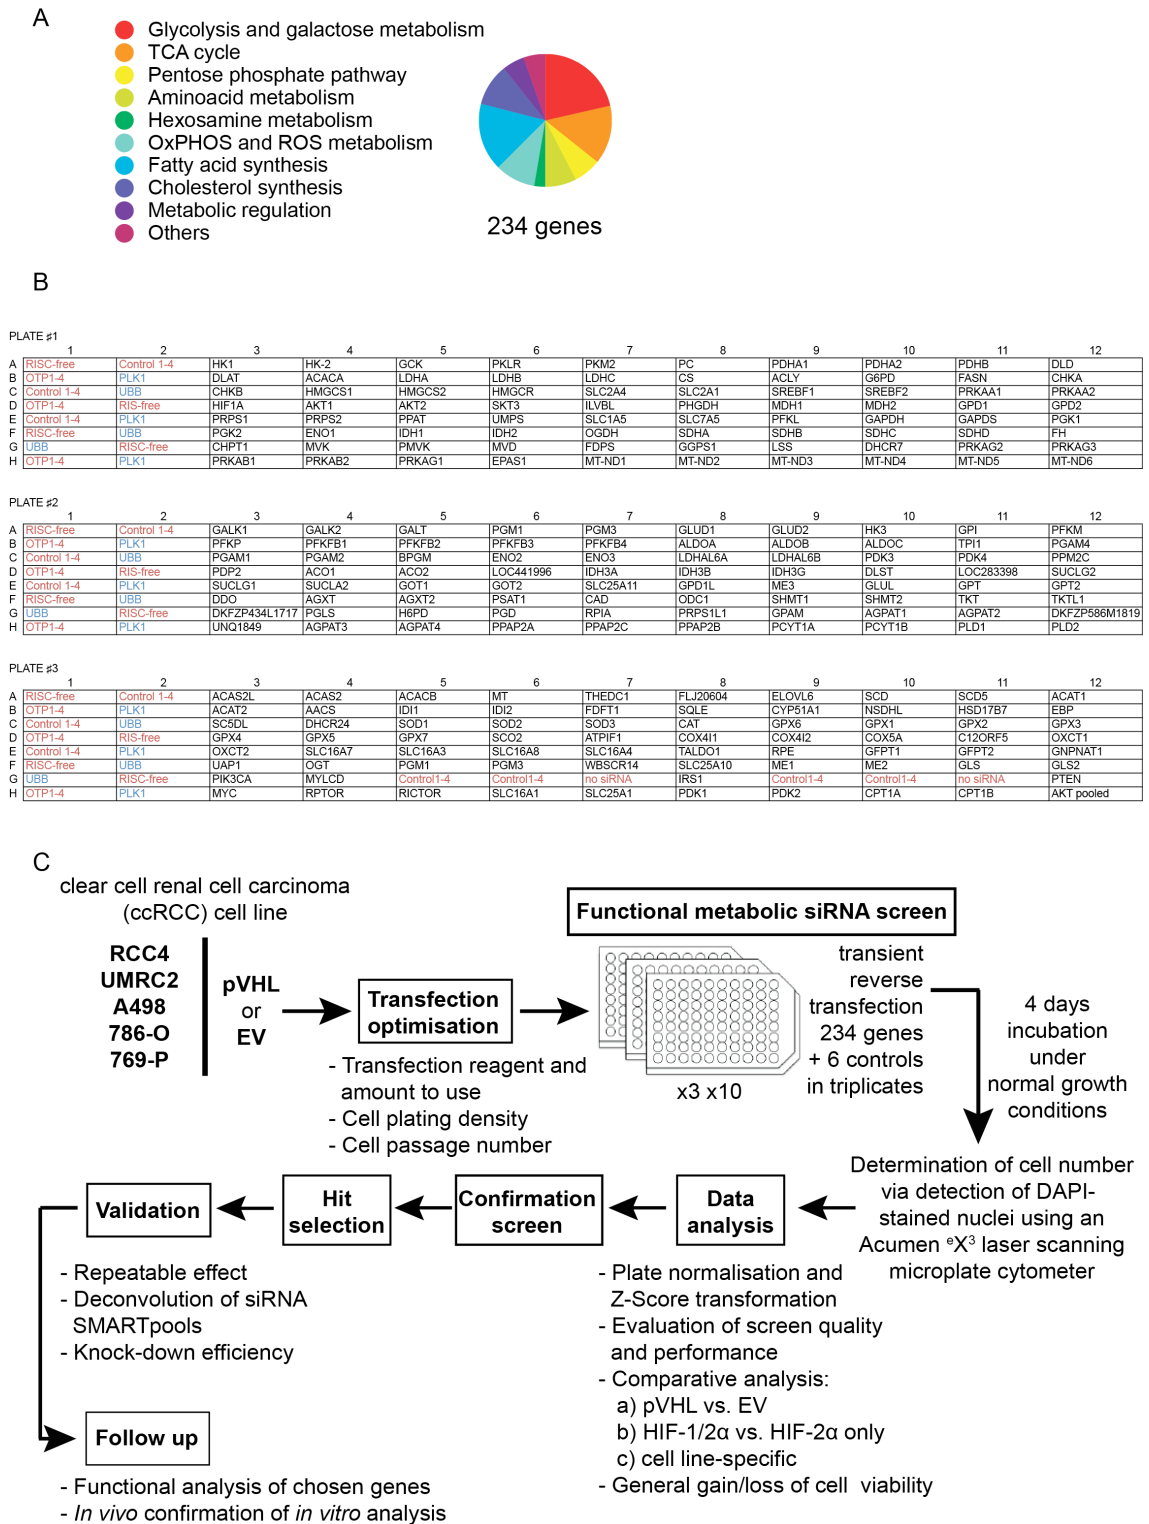 A
Glycolysis and galactose metabolism
TCA cycle
Pentose phosphate pathway
Aminoacid metabolism
Hexosamine metabolism
OxPHOS and ROS metabolism
Fatty acid synthesis
Cholesterol synthesis
Metabolic regulation
Others
234 genes
B
PLATE #1
1 2 3 4 5 6 7 8 9 10 11 12
A RISC-free Control 1-4 HK1 HK-2 GCK PKLR PKM2 PC PDHA1 PDHA2 PDHB DLD
B OTP1-4 PLK1 DLAT ACACA LDHA LDHB LDHC CS ACLY G6PD FASN CHKA
C Control 1-4 UBB CHKB HMGCS1 HMGCS2 HMGCR SLC2A4 SLC2A1 SREBF1 SREBF2 PRKAA1 PRKAA2
D OTP1-4 RIS-free HIF1A AKT1 AKT2 SKT3 ILVBL PHGDH MDH1 MDH2 GPD1 GPD2
E Control 1-4 PLK1 PRPS1 PRPS2 PPAT UMPS SLC1A5 SLC7A5 PFKL GAPDH GAPDS PGK1
F RISC-free UBB PGK2 ENO1 IDH1 IDH2 OGDH SDHA SDHB SDHC SDHD FH
G UBB RISC-free CHPT1 MVK PMVK MVD FDPS GGPS1 LSS DHCR7 PRKAG2 PRKAG3
H OTP1-4 PLK1 PRKAB1 PRKAB2 PRKAG1 EPAS1 MT-ND1 MT-ND2 MT-ND3 MT-ND4 MT-ND5 MT-ND6
PLATE #2
1 2 3 4 5 6 7 8 9 10 11 12
A RISC-free Control 1-4 GALK1 GALK2 GALT PGM1 PGM3 GLUD1 GLUD2 HK3 GPI PFKM
B OTP1-4 PLK1 PFKP PFKFB1 PFKFB2 PFKFB3 PFKFB4 ALDOA ALDOB ALDOC TPI1 PGAM4
C Control 1-4 UBB PGAM1 PGAM2 BPGM ENO2 ENO3 LDHAL6A LDHAL6B PDK3 PDK4 PPM2C
D OTP1-4 RIS-free PDP2 ACO1 ACO2 LOC441996 IDH3A IDH3B IDH3G DLST LOC283398 SUCLG2
E Control 1-4 PLK1 SUCLG1 SUCLA2 GOT1 GOT2 SLC25A11 GPD1L ME3 GLUL GPT GPT2
F RISC-free UBB DDO AGXT AGXT2 PSAT1 CAD ODC1 SHMT1 SHMT2 TKT TKTL1
G UBB RISC-free DKFZP434L1717 PGLS H6PD PGD RPIA PRPS1L1 GPAM AGPAT1 AGPAT2 DKFZP586M1819
H OTP1-4 PLK1 UNQ1849 AGPAT3 AGPAT4 PPAP2A PPAP2C PPAP2B PCYT1A PCYT1B PLD1 PLD2
PLATE #3
1 2 3 4 5 6 7 8 9 10 11 12
A RISC-free Control 1-4 ACAS2L ACAS2 ACACB MT THEDC1 FLJ20604 ELOVL6 SCD SCD5 ACAT1
B OTP1-4 PLK1 ACAT2 AACS IDI1 IDI2 FDFT1 SQLE CYP51A1 NSDHL HSD17B7 EBP
C Control 1-4 UBB SC5DL DHCR24 SOD1 SOD2 SOD3 CAT GPX6 GPX1 GPX2 GPX3
D OTP1-4 RIS-free GPX4 GPX5 GPX7 SCO2 ATPIF1 COX4I1 COX4I2 COX5A C12ORF5 OXCT1
E Control 1-4 PLK1 OXCT2 SLC16A7 SLC16A3 SLC16A8 SLC16A4 TALDO1 RPE GFPT1 GFPT2 GNPNAT1
F RISC-free UBB UAP1 OGT PGM1 PGM3 WBSCR14 SLC25A10 ME1 ME2 GLS GLS2
G UBB RISC-free PIK3CA MYLCD Control1-4 Control1-4 no siRNA IRS1 Control1-4 Control1-4 no siRNA PTEN
H OTP1-4 PLK1 MYC RPTOR RICTOR SLC16A1 SLC25A1 PDK1 PDK2 CPT1A CPT1B AKT pooled
C
clear cell renal cell carcinoma
(ccRCC) cell line
RCC4
UMRC2
A498
786-O
769-P
pVHL
or
EV
Transfection
optimisation
- Transfection reagent and
amount to use
- Cell plating density
- Cell passage number
Functional metabolic siRNA screen
x3 x10
transient
reverse
transfection
234 genes
+ 6 controls
in triplicates
4 days
incubation
under
normal growth
conditions
Determination of cell number
via detection of DAPI-
stained nuclei using an
Acumen eX3 laser scanning
microplate cytometer
Data
analysis
- Plate normalisation and
Z-Score transformation
- Evaluation of screen quality
and performance
- Comparative analysis:
a) pVHL vs. EV
b) HIF-1/2α vs. HIF-2α only
c) cell line-specific
- General gain/loss of cell viability
Confirmation
screen
Hit
selection
Validation
- Repeatable effect
- Deconvolution of siRNA
SMARTpools
- Knock-down efficiency
Follow up
- Functional analysis of chosen genes
- In vivo confirmation of in vitro analysis